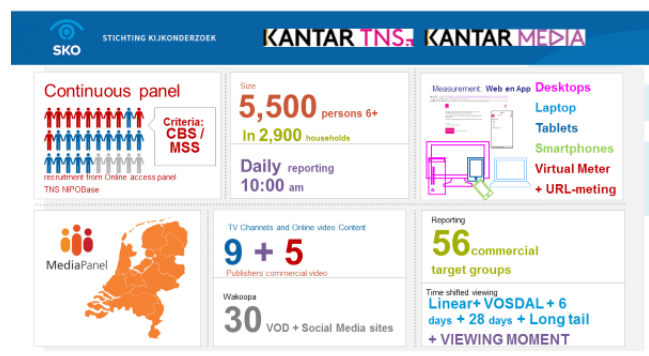 SKO
STICHTING KIJKONDERZOEK
KANTAR TNS.
KANTAR MEDIA
Continuous panel
Criteria:
CBS /
MSS
recruitment from Online access panel
TNS NIPOBase
Size
5,500 persons 6+
In 2,900 households
Daily reporting
10:00 am
Measurement: Web en App
Desktops
Laptop
Tablets
Smartphones
Virtual Meter
+ URL-meting
MediaPanel
TV Channels and Online video Content
9 + 5
Publishers commercial video
Wakoopa
30 VOD + Social Media sites
Reporting
56 commercial
target groups
Time shifted viewing
Linear+ VOSDAL + 6
days + 28 days + Long tail
+ VIEWING MOMENT